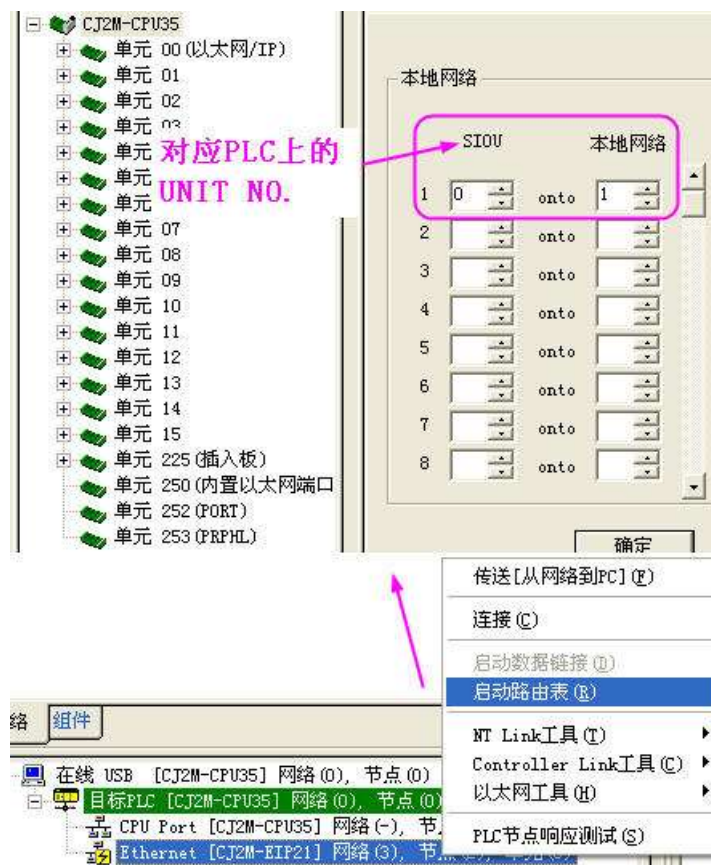 CJ2M-CPU35
单元 00(以太网/IP)
单元 01
单元 02
单元 03
单元
单元
单元
单元 07
单元 08
单元 09
单元 10
单元 11
单元 12
单元 13
单元 14
单元 15
单元 225(插入板)
单元 250(内置以太网端口
单元 252(PORT)
单元 253(PRPHL)
对应PLC上的
UNIT NO.
本地网络
SIOU 本地网络
1 0 onto 1
2 onto
3 onto
4 onto
5 onto
6 onto
7 onto
8 onto
确定
传送[从网络到PC](F)
连接(C)
启动数据链接(D)
启动路由表(R)
NT Link工具(T)
Controller Link工具(C)
以太网工具(H)
PLC节点响应测试(S)
络 组件
在线 USB [CJ2M-CPU35] 网络(0), 节点(0)
目标PLC [CJ2M-CPU35] 网络(0), 节点(0)
CPU Port [CJ2M-CPU35] 网络(-), 节
Ethernet [CJ2M-EIP21] 网络(3), 节